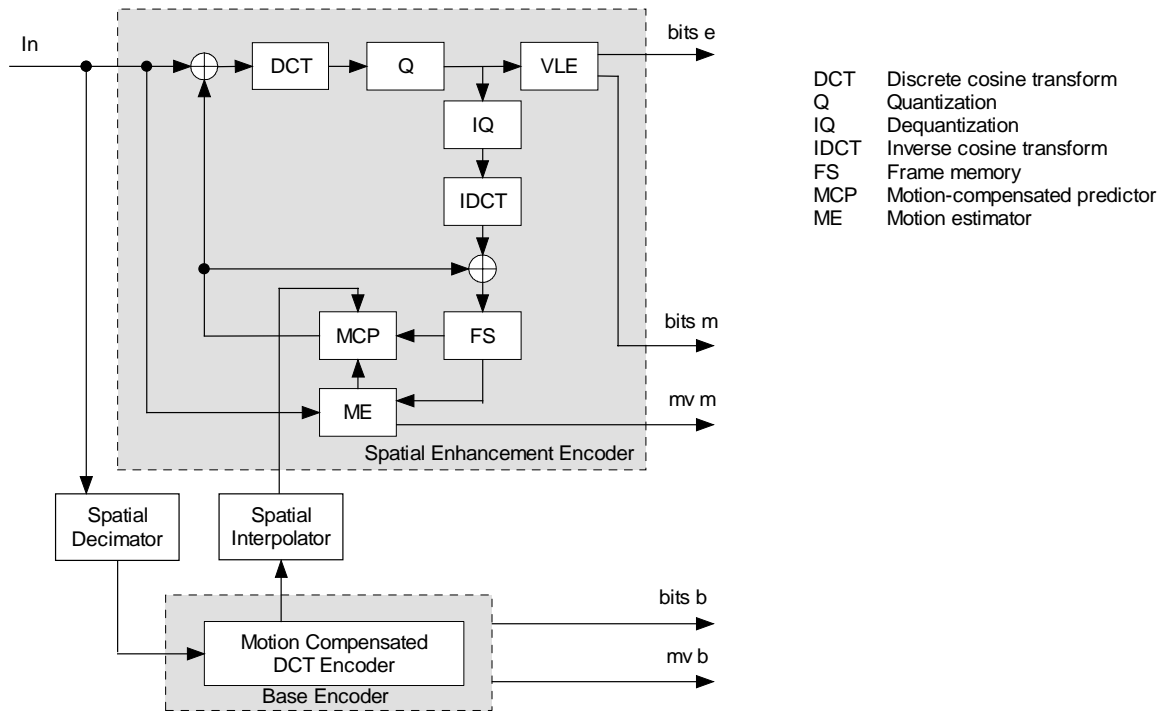 In
bits e
DCT
Q
VLE
IQ
IDCT
MCP
FS
ME
bits m
mv m
Spatial Enhancement Encoder
Spatial
Decimator
Spatial
Interpolator
bits b
mv b
Motion Compensated
DCT Encoder
Base Encoder
DCT Discrete cosine transform
Q Quantization
IQ Dequantization
IDCT Inverse cosine transform
FS Frame memory
MCP Motion-compensated predictor
ME Motion estimator